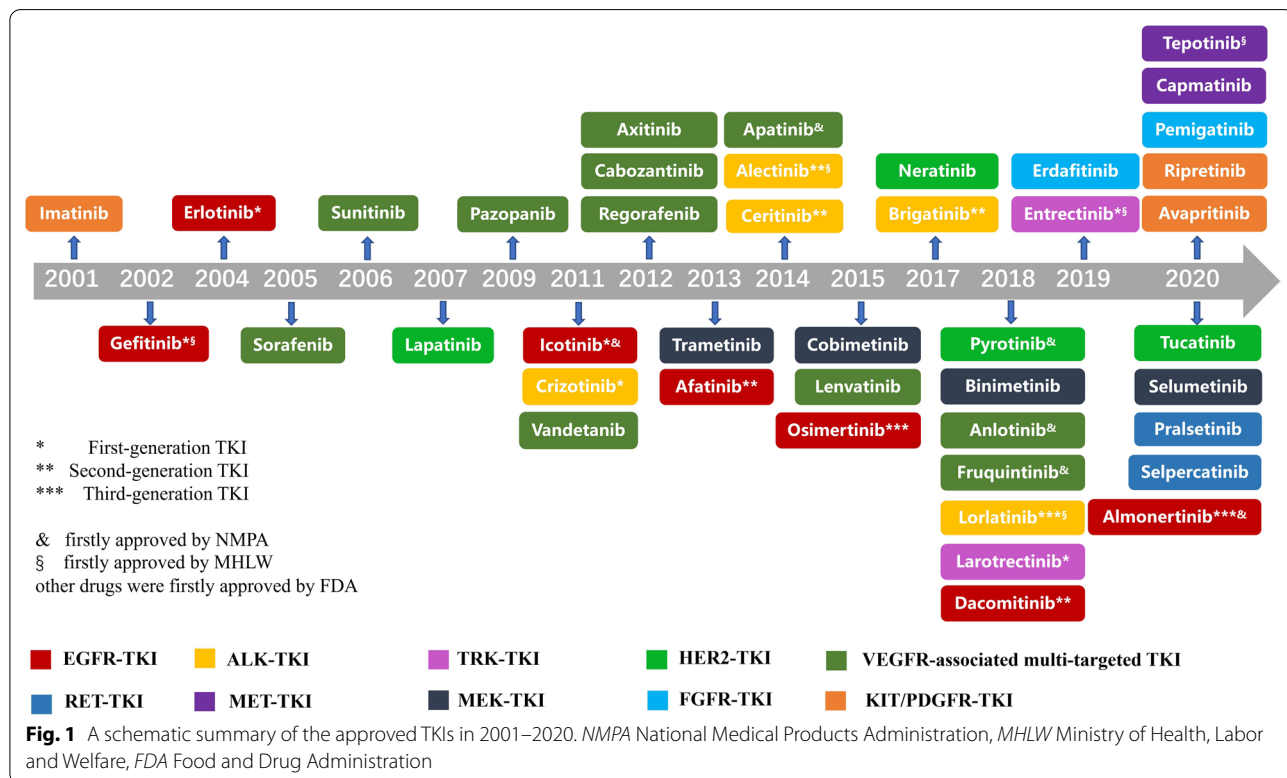 Tepotinib§
Capmatinib
Axitinib Apatinib& Pemigatinib
Cabozantinib Alectinib**§ Neratinib Erdafitinib Ripretinib
Imatinib Erlotinib* Sunitinib Pazopanib Regorafenib Ceritinib** Brigatinib** Entrectinib*§ Avapritinib
2001 2002 2004 2005 2006 2007 2009 2011 2012 2013 2014 2015 2017 2018 2019 2020
Gefitinib*§ Sorafenib Lapatinib Icotinib*& Trametinib Cobimetinib Pyrotinib& Tucatinib
Crizotinib* Afatinib** Lenvatinib Binimetinib Selumetinib
Vandetanib Osimertinib*** Anlotinib& Pralsetinib
Fruquintinib& Selpercatinib
Lorlatinib***§ Almonertinib***&
Larotrectinib*
Dacomitinib**
* First-generation TKI
** Second-generation TKI
*** Third-generation TKI
& firstly approved by NMPA
§ firstly approved by MHLW
other drugs were firstly approved by FDA
EGFR-TKI ALK-TKI TRK-TKI HER2-TKI VEGFR-associated multi-targeted TKI
RET-TKI MET-TKI MEK-TKI FGFR-TKI KIT/PDGFR-TKI
Fig. 1 A schematic summary of the approved TKIs in 2001–2020. NMPA National Medical Products Administration, MHLW Ministry of Health, Labor
and Welfare, FDA Food and Drug Administration